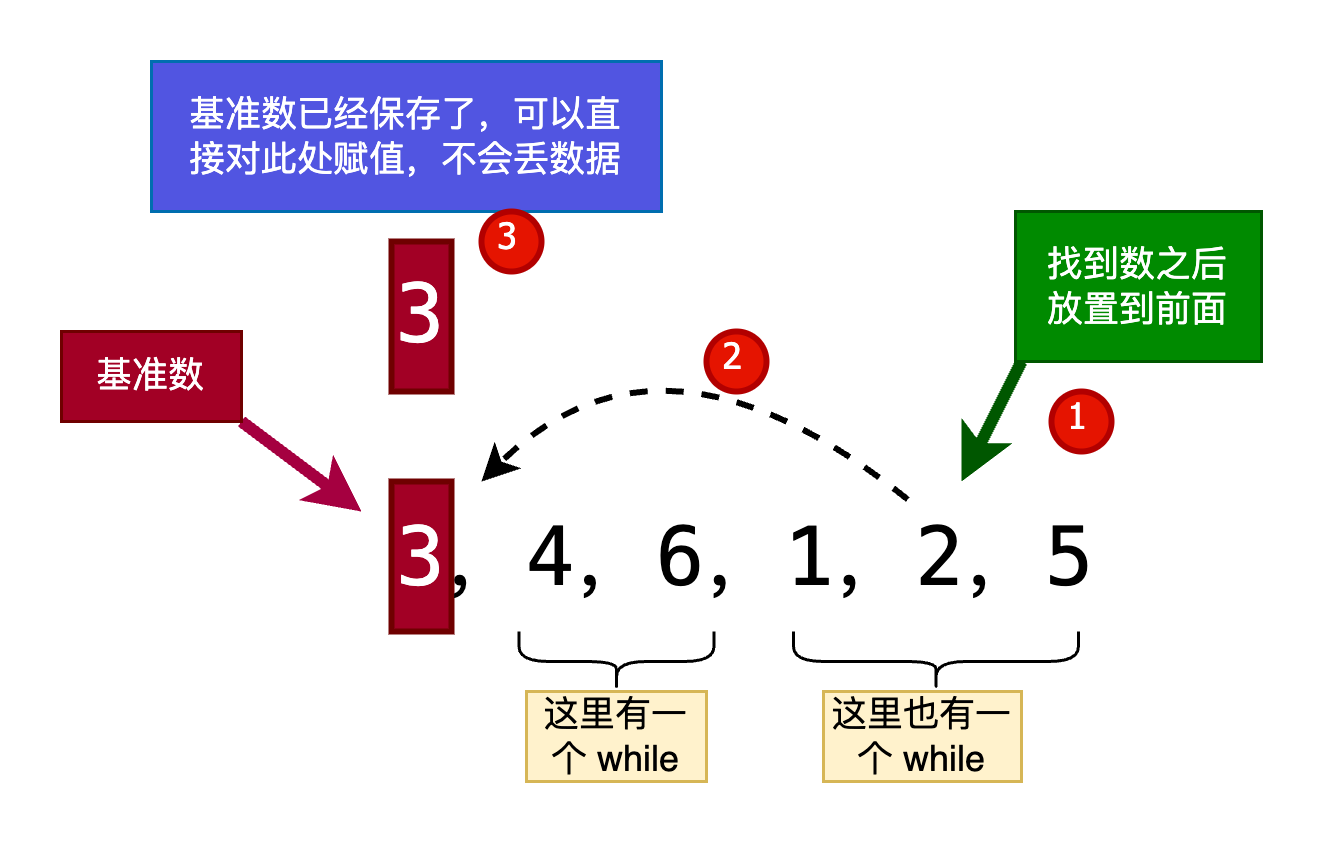 基准数已经保存了，可以直
接对此处赋值，不会丢数据
3
3
找到数之后
放置到前面
基准数
2
1
3, 4, 6, 1, 2, 5
这里有一
个 while
这里也有一
个 while